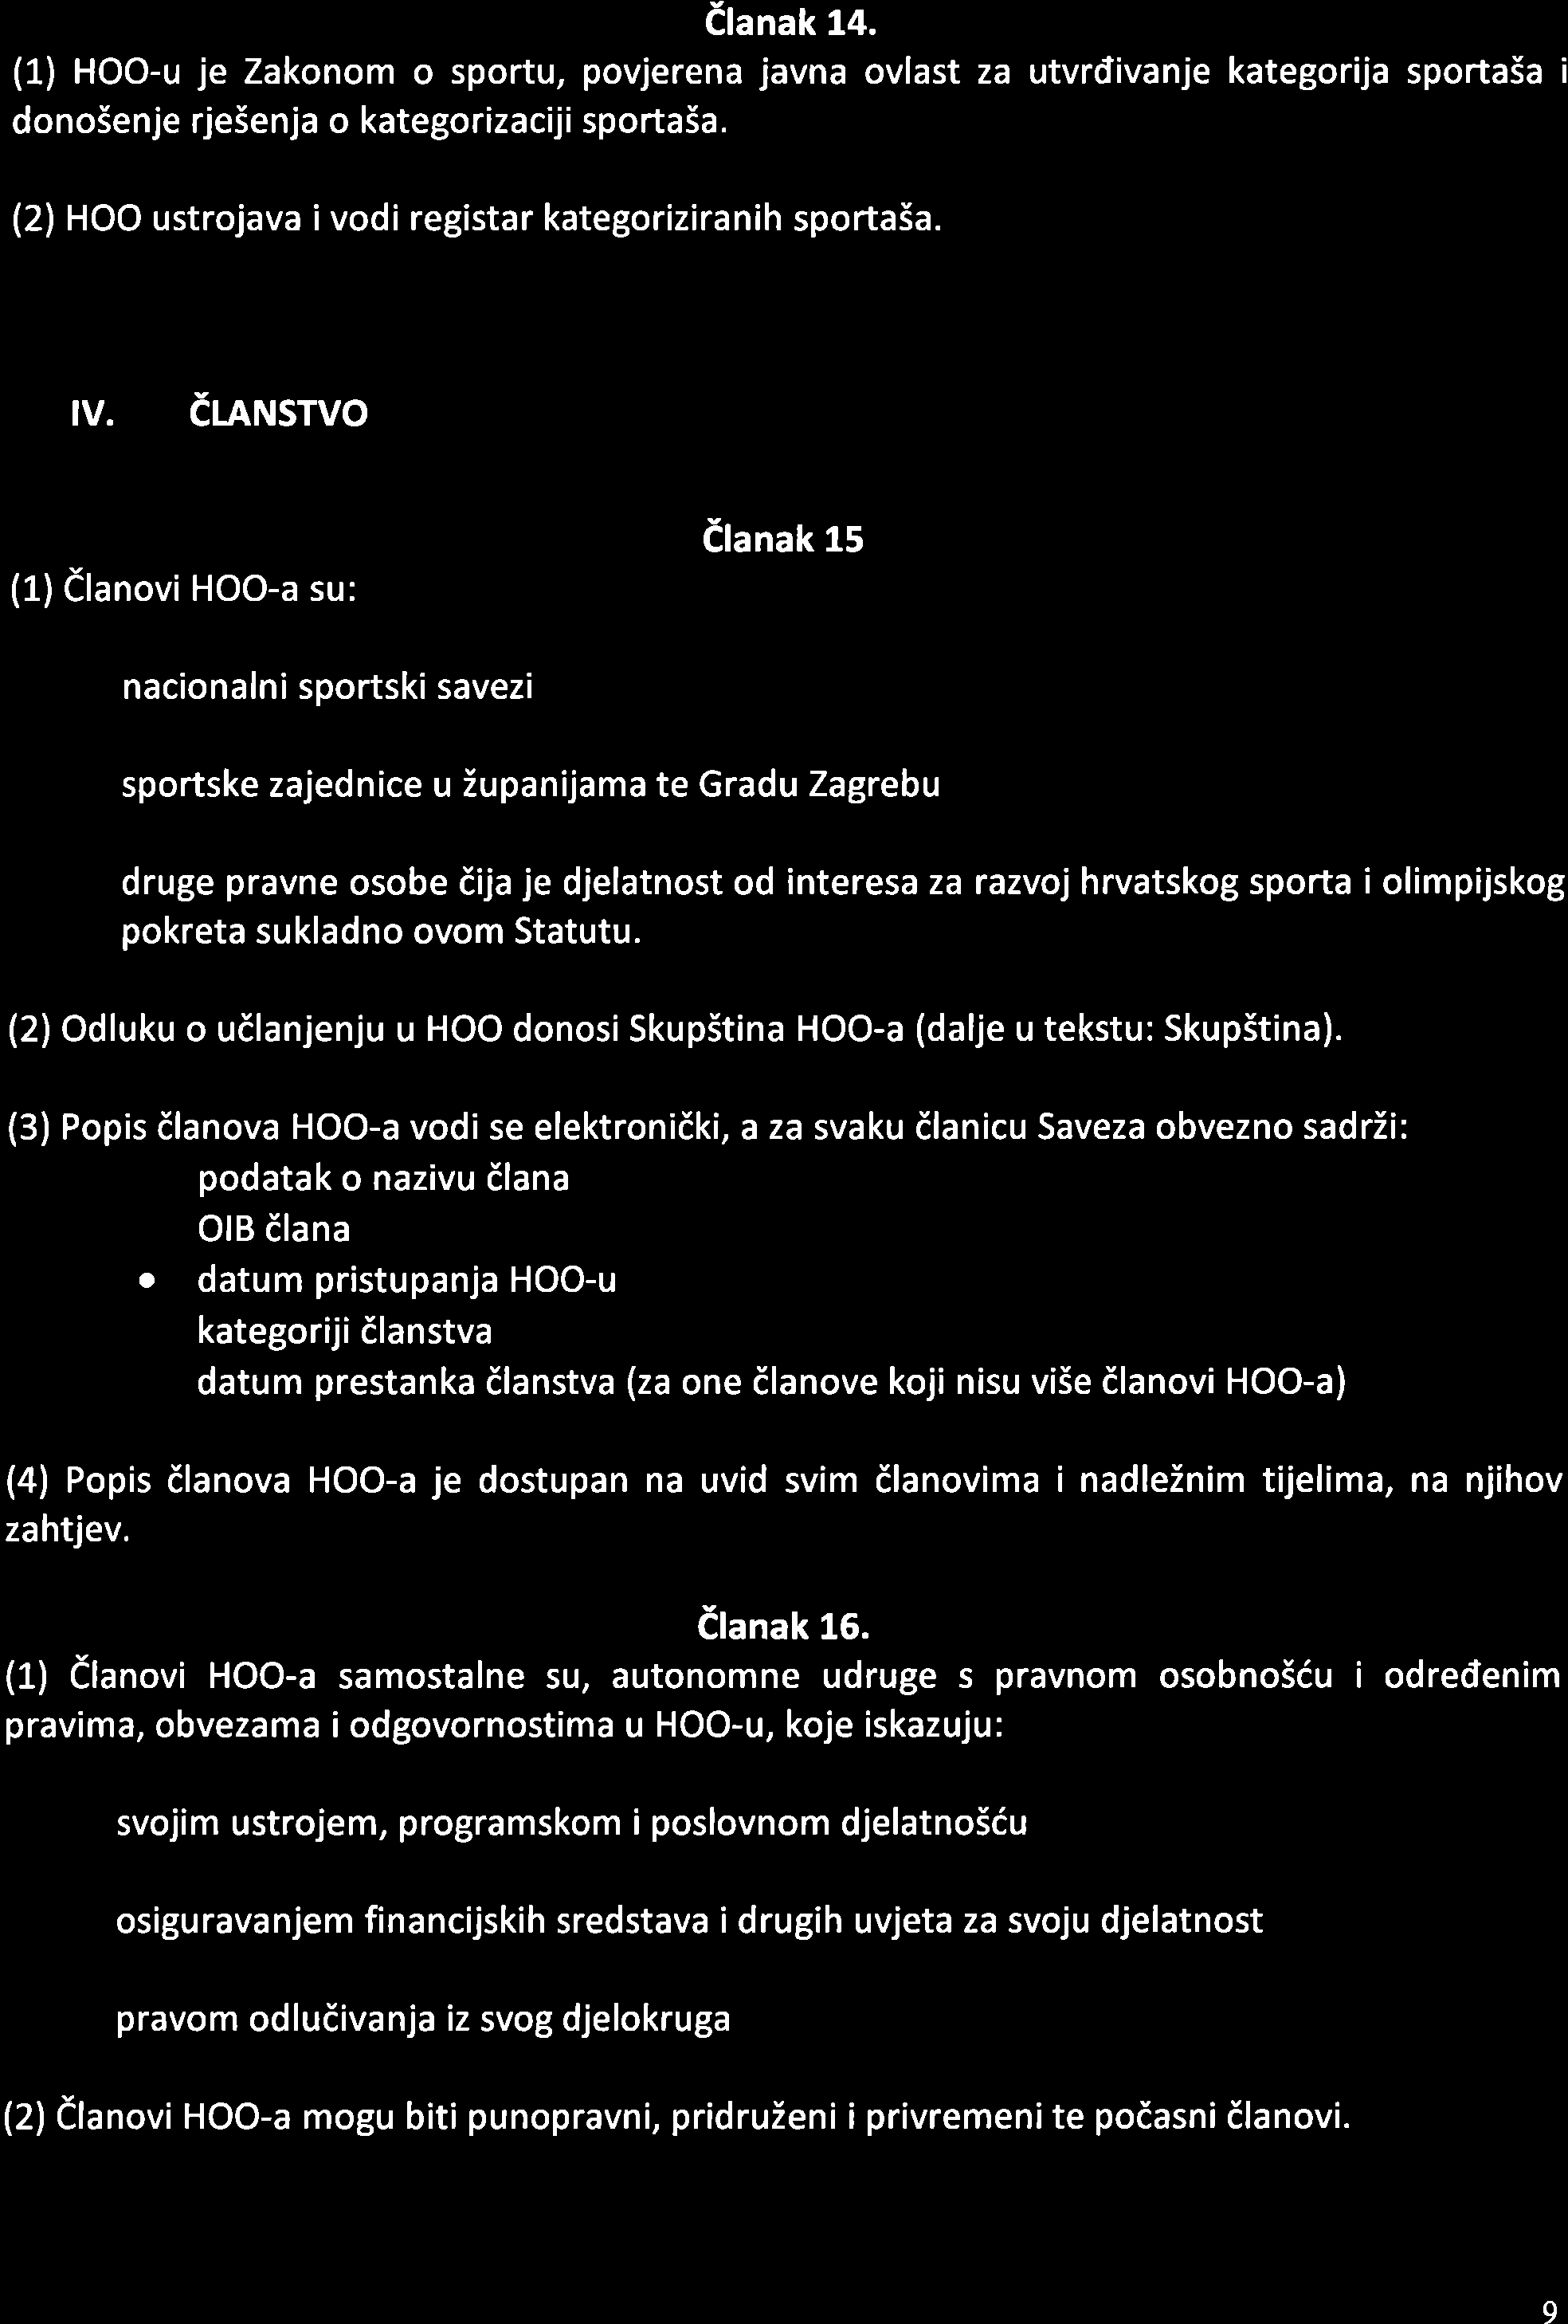 Članak 14.
(1) HOO-u je Zakonom o sportu, povjerena javna ovlast za utvrđivanje kategorija sportaša i
donošenje rješenja o kategorizaciji sportaša.
(2) HOO ustrojava i vodi registar kategoriziranih sportaša.
IV. ČLANSTVO
Članak 15
(1) Članovi HOO-a su:
nacionalni sportski savezi
sportske zajednice u županijama te Gradu Zagrebu
druge pravne osobe čija je djelatnost od interesa za razvoj hrvatskog sporta i olimpijskog
pokreta sukladno ovom Statutu.
(2) Odluku o učlanjenju u HOO donosi Skupština HOO-a (dalje u tekstu: Skupština).
(3) Popis članova HOO-a vodi se elektronički, a za svaku članicu Saveza obvezno sadrži:
podatak o nazivu člana
OIB člana
• datum pristupanja HOO-u
kategoriji članstva
datum prestanka članstva (za one članove koji nisu više članovi HOO-a)
(4) Popis članova HOO-a je dostupan na uvid svim članovima i nadležnim tijelima, na njihov
zahtjev.
Članak 16.
(1) Članovi HOO-a samostalne su, autonomne udruge s pravnom osobnošću i određenim
pravima, obvezama i odgovornostima u HOO-u, koje iskazuju:
svojim ustrojem, programskom i poslovnom djelatnošću
osiguravanjem financijskih sredstava i drugih uvjeta za svoju djelatnost
pravom odlučivanja iz svog djelokruga
(2) Članovi HOO-a mogu biti punopravni, pridruženi i privremeni te počasni članovi.
9